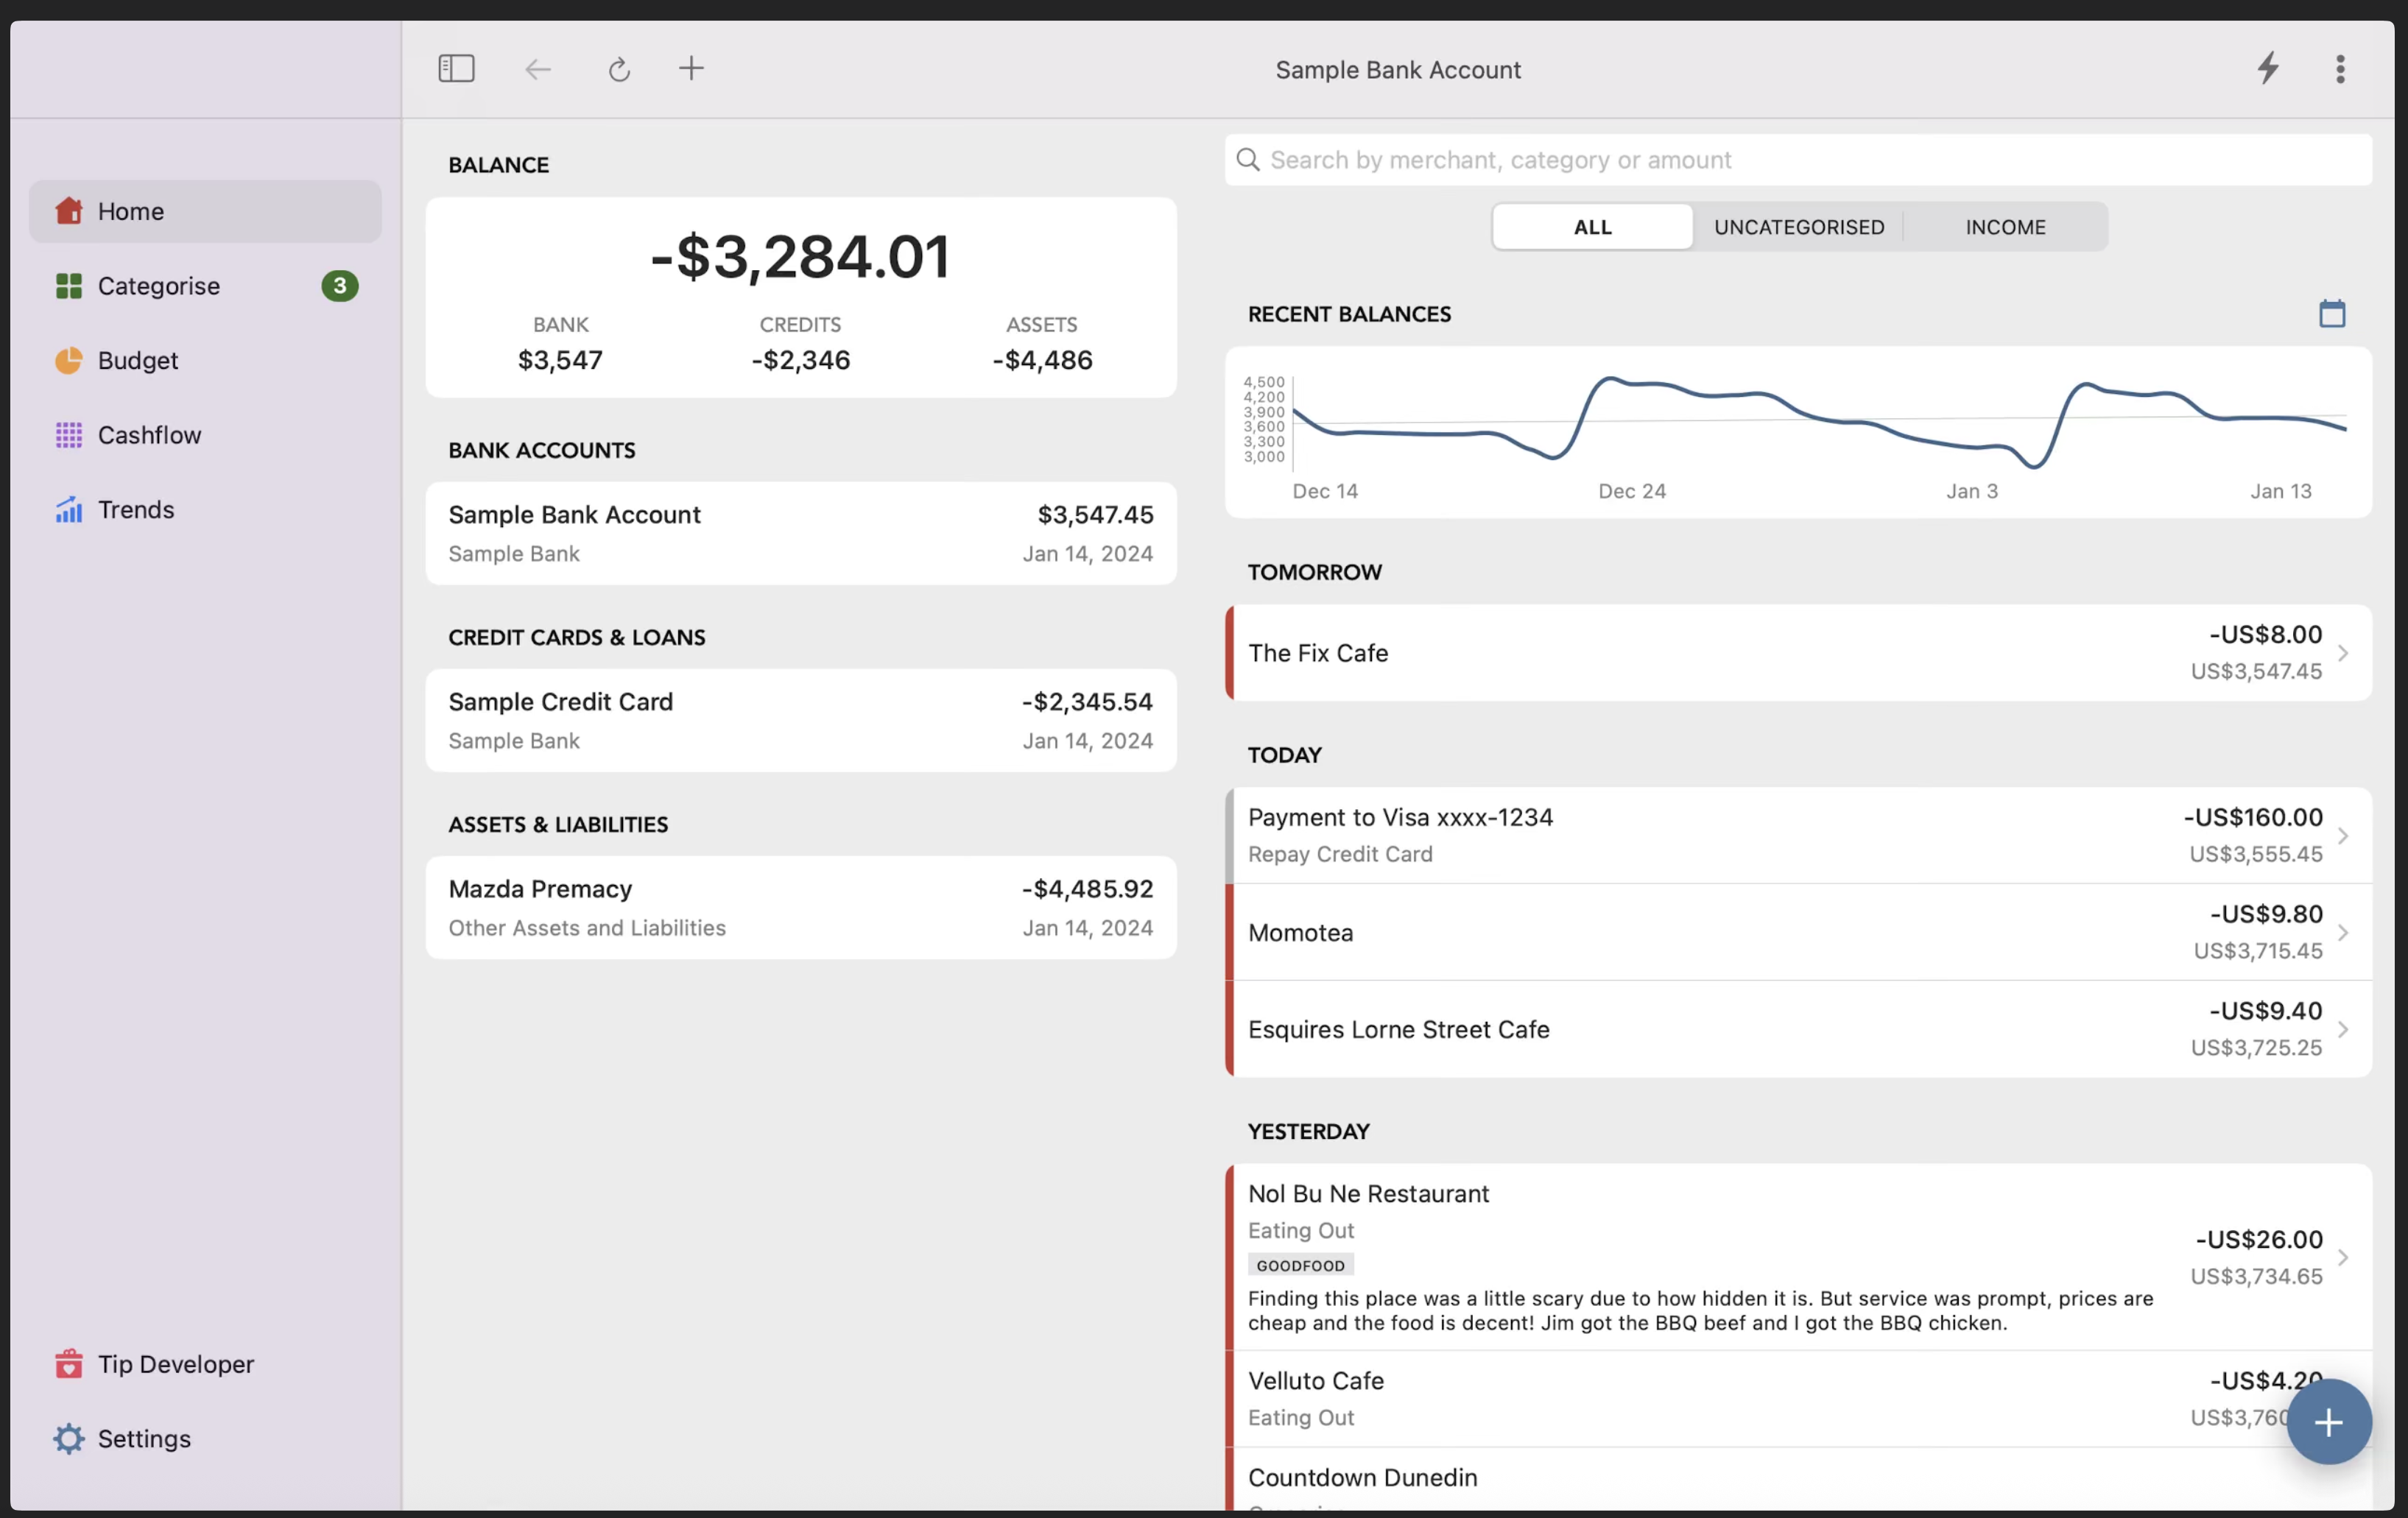 Sample Bank Account
Home
Categorise 3
Budget
Cashflow
Trends
Tip Developer
Settings
BALANCE
-$3,284.01
BANK CREDITS ASSETS
$3,547 -$2,346 -$4,486
BANK ACCOUNTS
Sample Bank Account $3,547.45
Sample Bank Jan 14, 2024
CREDIT CARDS & LOANS
Sample Credit Card -$2,345.54
Sample Bank Jan 14, 2024
ASSETS & LIABILITIES
Mazda Premacy -$4,485.92
Other Assets and Liabilities Jan 14, 2024
Search by merchant, category or amount
ALL UNCATEGORISED INCOME
RECENT BALANCES
4,500
4,200
3,900
3,600
3,300
3,000
Dec 14 Dec 24 Jan 3 Jan 13
TOMORROW
The Fix Cafe -US$8.00
US$3,547.45
TODAY
Payment to Visa xxxx-1234 -US$160.00
Repay Credit Card US$3,555.45
Momotea -US$9.80
US$3,715.45
Esquires Lorne Street Cafe -US$9.40
US$3,725.25
YESTERDAY
Nol Bu Ne Restaurant
Eating Out -US$26.00
GOODFOOD US$3,734.65
Finding this place was a little scary due to how hidden it is. But service was prompt, prices are
cheap and the food is decent! Jim got the BBQ beef and I got the BBQ chicken.
Velluto Cafe -US$4.20
Eating Out US$3,760
Countdown Dunedin